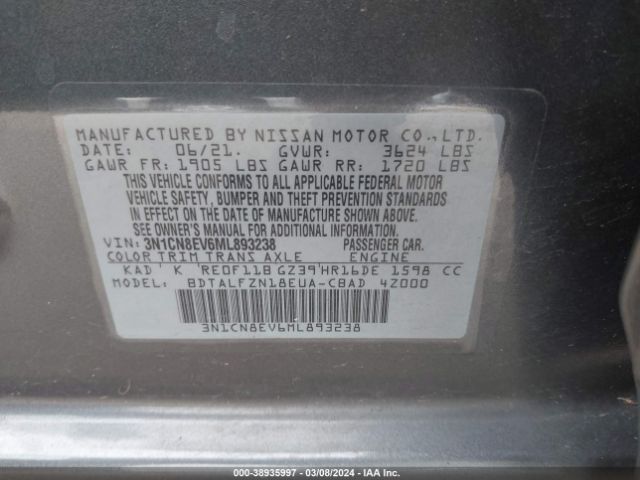 MANUFACTURED BY NISSAN MOTOR CO., LTD.
DATE: 06/21. GVWR: 3624 LBS
GAWR FR: 1905 LBS GAWR RR: 1720 LBS
THIS VEHICLE CONFORMS TO ALL APPLICABLE FEDERAL MOTOR
VEHICLE SAFETY, BUMPER AND THEFT PREVENTION STANDARDS
IN EFFECT ON THE DATE OF MANUFACTURE SHOWN ABOVE.
SEE OWNER'S MANUAL FOR ADDITIONAL INFORMATION.
VIN: 3N1CN8EV6ML893238 PASSENGER CAR.
COLOR TRIM TRANS AXLE ENGINE
KAD' K 'RE0F11B GZ39'HR16DE 1598 CC
MODEL: BDTALFZN18EUA-CBAD 4Z000
3N1CN8EV6ML893238
000-38935997 — 03/08/2024 — IAA Inc.